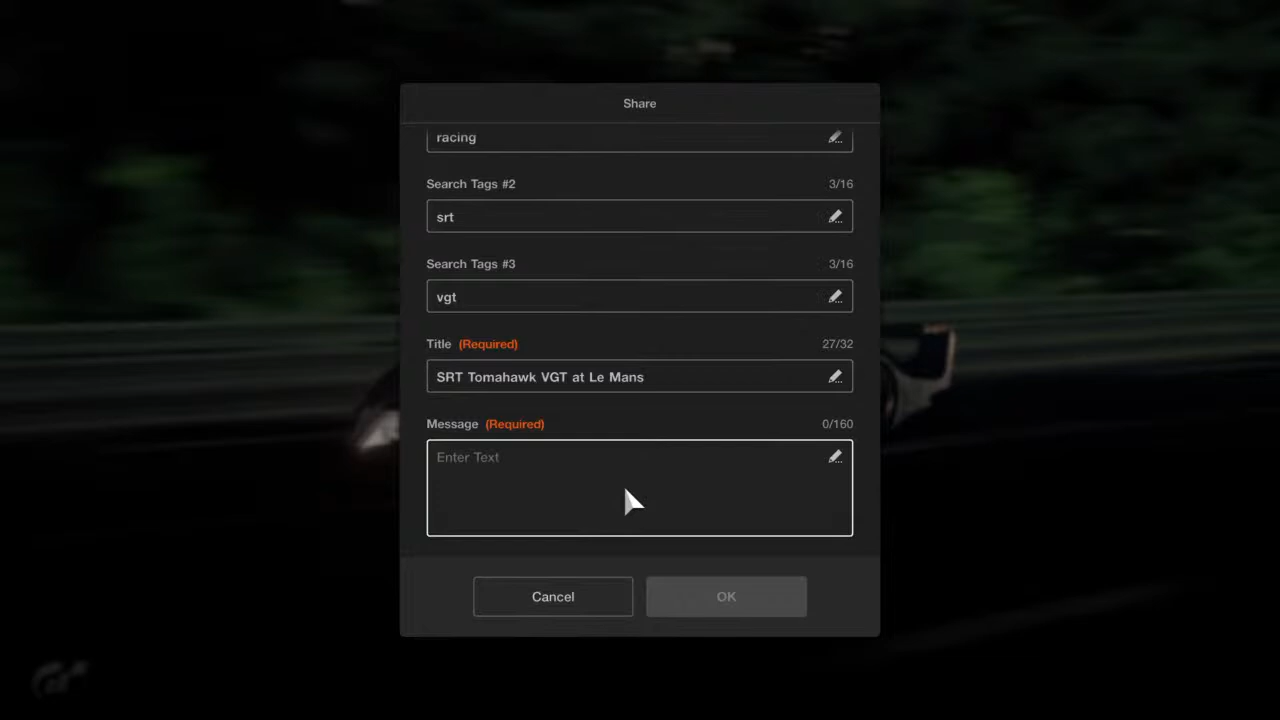 Share
racing
Search Tags #2 3/16
srt
Search Tags #3 3/16
vgt
Title (Required) 27/32
SRT Tomahawk VGT at Le Mans
Message (Required) 0/160
Enter Text
Cancel OK